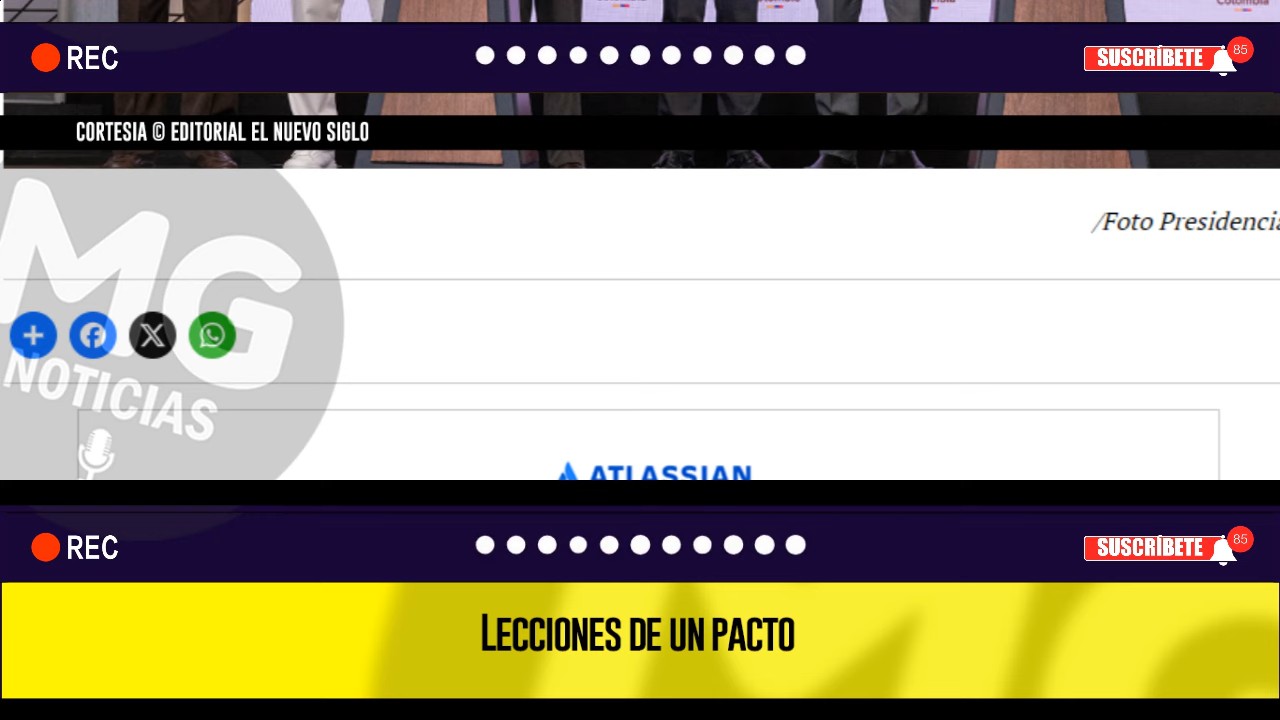 Colombia
REC
SUSCRÍBETE
85
CORTESIA © EDITORIAL EL NUEVO SIGLO
/Foto Presidencia
MG
NOTICIAS
ATLASSIAN
REC
SUSCRÍBETE
85
LECCIONES DE UN PACTO